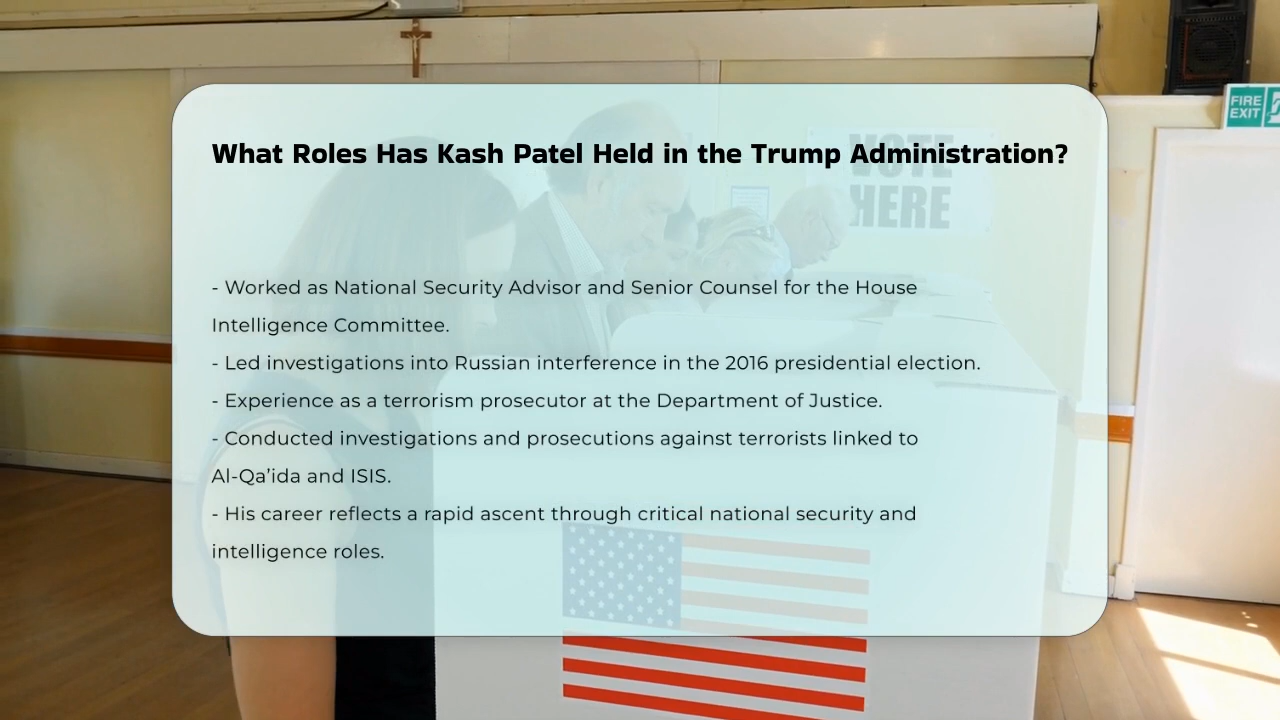 FIRE
EXIT
What Roles Has Kash Patel Held in the Trump Administration?
VOTE
HERE
- Worked as National Security Advisor and Senior Counsel for the House
Intelligence Committee.
- Led investigations into Russian interference in the 2016 presidential election.
- Experience as a terrorism prosecutor at the Department of Justice.
- Conducted investigations and prosecutions against terrorists linked to
Al-Qa’ida and ISIS.
- His career reflects a rapid ascent through critical national security and
intelligence roles.